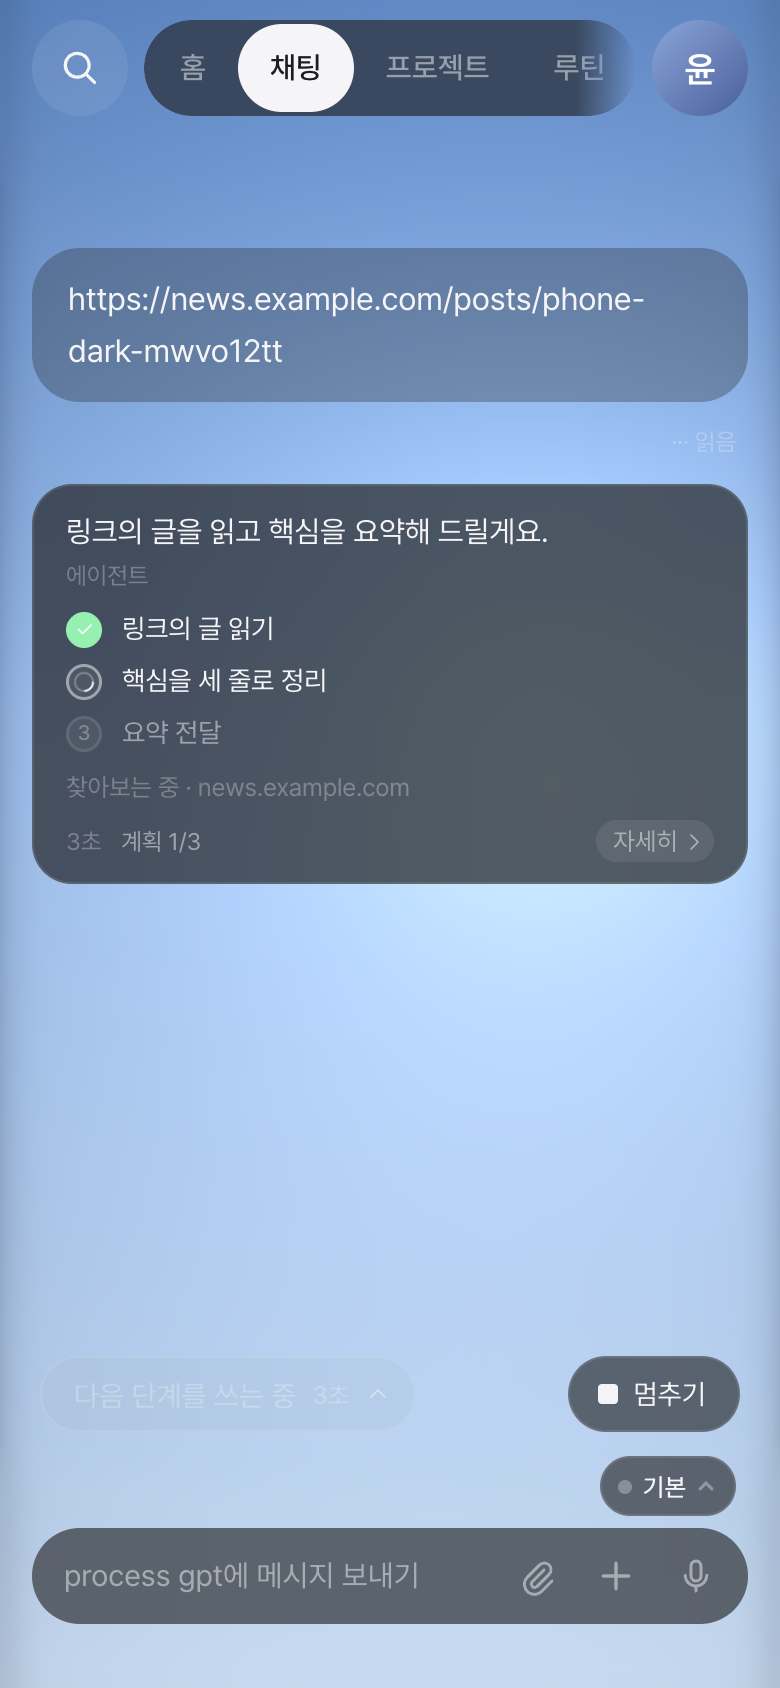 홈 채팅 프로젝트 루틴 윤
https://news.example.com/posts/phone-
dark-mwvo12tt
··· 읽음
링크의 글을 읽고 핵심을 요약해 드릴게요.
에이전트
링크의 글 읽기
핵심을 세 줄로 정리
3 요약 전달
찾아보는 중 · news.example.com
3초 계획 1/3 자세히
다음 단계를 쓰는 중 3초 멈추기
기본
process gpt에 메시지 보내기